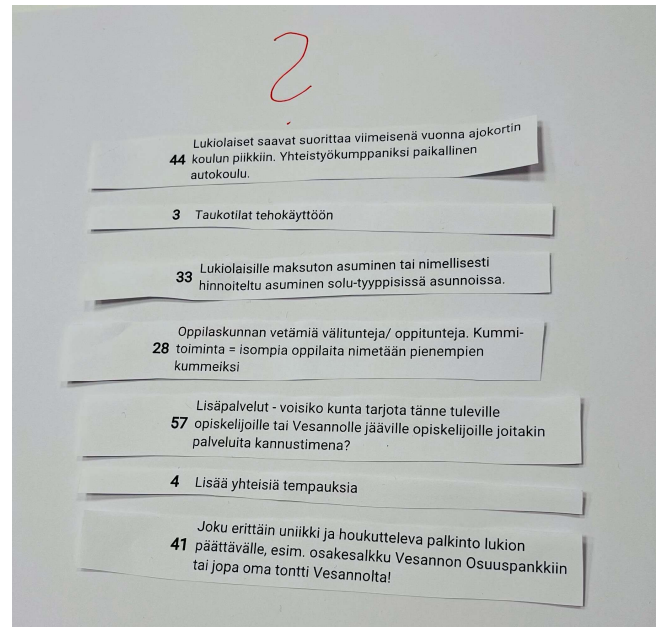 ?
Lukiolaiset saavat suorittaa viimeisenä vuonna ajokortin
44 koulun piikkiin. Yhteistyökumppaniksi paikallinen
autokoulu.
3 Taukotilat tehokäyttöön
Lukiolaisille maksuton asuminen tai nimellisesti
33 hinnoiteltu asuminen solu-tyyppisissä asunnoissa.
Oppilaskunnan vetämiä välitunteja/ oppitunteja. Kummi-
28 toiminta = isompia oppilaita nimetään pienempien
kummeiksi
Lisäpalvelut - voisiko kunta tarjota tänne tuleville
57 opiskelijoille tai Vesannolle jääville opiskelijoille joitakin
palveluita kannustimena?
4 Lisää yhteisiä tempauksia
Joku erittäin uniikki ja houkutteleva palkinto lukion
41 päättävälle, esim. osakesalkku Vesannon Osuuspankkiin
tai jopa oma tontti Vesannolta!